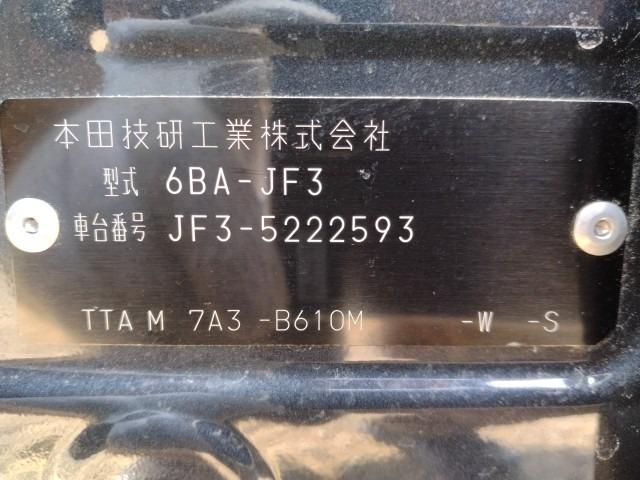 本田技研工業株式会社
型式 6BA-JF3
車台番号 JF3-5222593
TTA M 7A3 -B610M -W -S